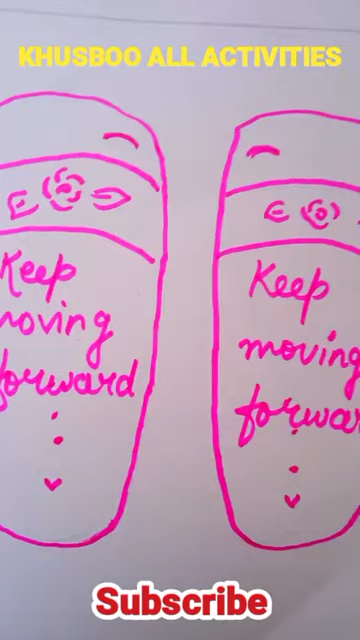 KHUSBOO ALL ACTIVITIES
Keep
moving
forward
Keep
moving
forwar
Subscribe